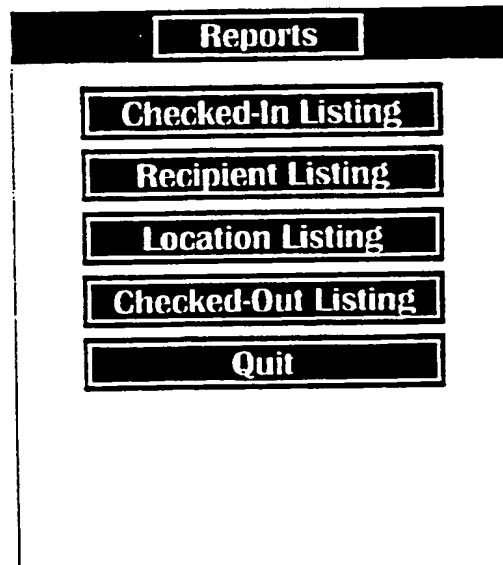 Reports
Checked-In Listing
Recipient Listing
Location Listing
Checked-Out Listing
Quit